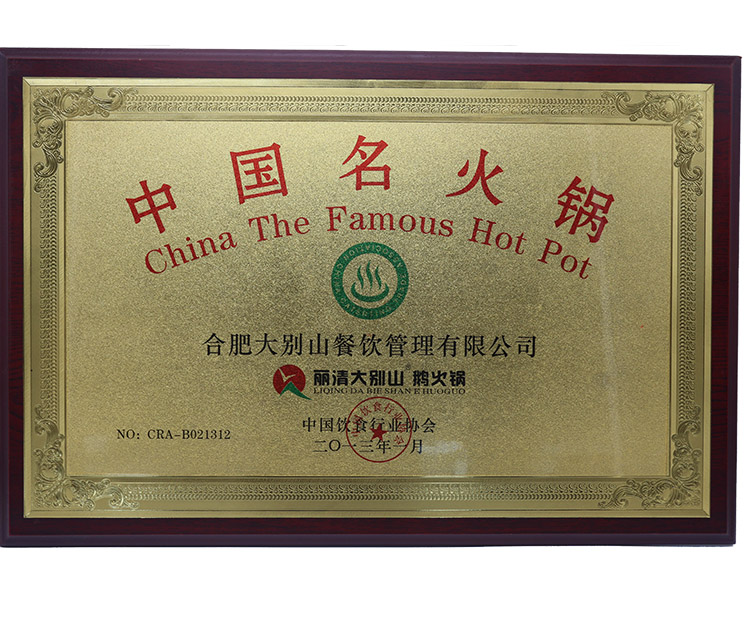 中国名火锅
China The Famous Hot Pot
合肥大别山餐饮管理有限公司
丽清大别山® 鹅火锅
LIQING DA BIE SHAN E HUOGUO
NO: CRA-B021312
中国饮食行业协会
二〇一三年一月